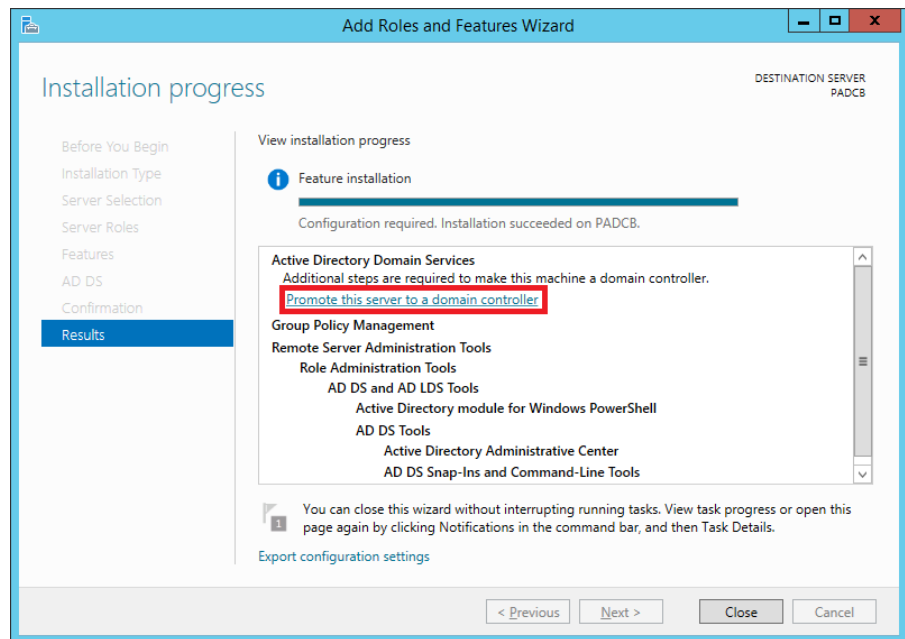 Add Roles and Features Wizard
Installation progress
DESTINATION SERVER
PADCB
Before You Begin
Installation Type
Server Selection
Server Roles
Features
AD DS
Confirmation
Results
View installation progress
Feature installation
Configuration required. Installation succeeded on PADCB.
Active Directory Domain Services
Additional steps are required to make this machine a domain controller.
Promote this server to a domain controller
Group Policy Management
Remote Server Administration Tools
Role Administration Tools
AD DS and AD LDS Tools
Active Directory module for Windows PowerShell
AD DS Tools
Active Directory Administrative Center
AD DS Snap-Ins and Command-Line Tools
1
You can close this wizard without interrupting running tasks. View task progress or open this
page again by clicking Notifications in the command bar, and then Task Details.
Export configuration settings
< Previous
Next >
Close
Cancel